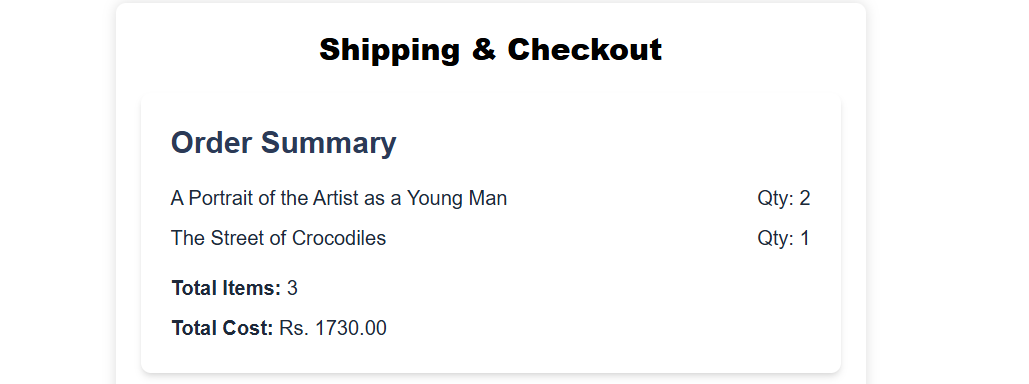 Shipping & Checkout
Order Summary
A Portrait of the Artist as a Young Man Qty: 2
The Street of Crocodiles Qty: 1
Total Items: 3
Total Cost: Rs. 1730.00